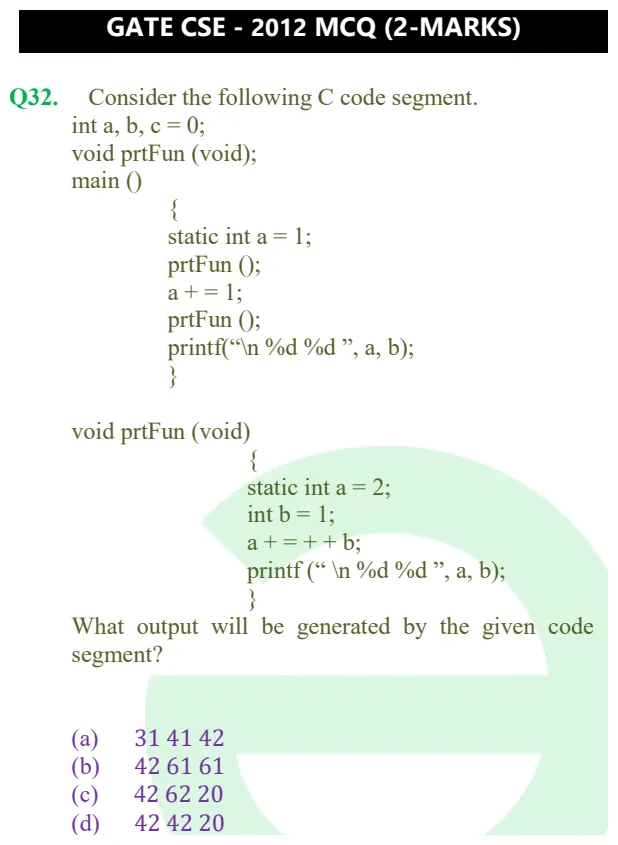 GATE CSE - 2012 MCQ (2-MARKS)
Q32. Consider the following C code segment.
int a, b, c = 0;
void prtFun (void);
main ()
{
static int a = 1;
prtFun ();
a + = 1;
prtFun ();
printf(“\n %d %d ”, a, b);
}
void prtFun (void)
{
static int a = 2;
int b = 1;
a + = + + b;
printf (“ \n %d %d ”, a, b);
}
What output will be generated by the given code
segment?
(a) 31 41 42
(b) 42 61 61
(c) 42 62 20
(d) 42 42 20